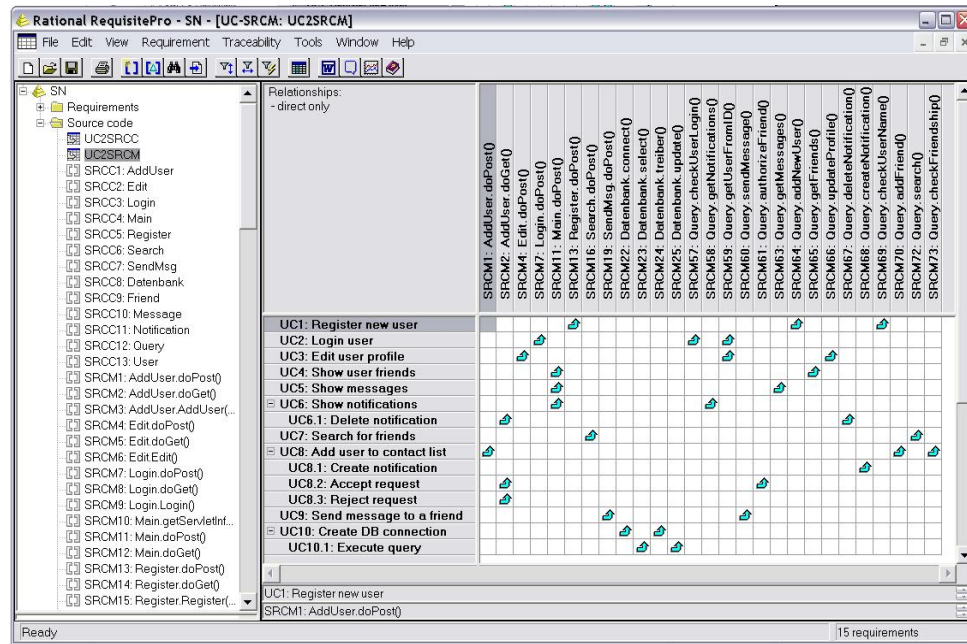 Rational RequisitePro - SN - [UC-SRCM: UC2SRCM]
File Edit View Requirement Traceability Tools Window Help
SN
Requirements
Source code
UC2SRCC
UC2SRCM
SRCC1: AddUser
SRCC2: Edit
SRCC3: Login
SRCC4: Main
SRCC5: Register
SRCC6: Search
SRCC7: SendMsg
SRCC8: Datenbank
SRCC9: Friend
SRCC10: Message
SRCC11: Notification
SRCC12: Query
SRCC13: User
SRCM1: AddUser.doPost()
SRCM2: AddUser.doGet()
SRCM3: AddUser.AddUser(...
SRCM4: Edit.doPost()
SRCM5: Edit.doGet()
SRCM6: Edit.Edit()
SRCM7: Login.doPost()
SRCM8: Login.doGet()
SRCM9: Login.Login()
SRCM10: Main.getServletInf...
SRCM11: Main.doPost()
SRCM12: Main.doGet()
SRCM13: Register.doPost()
SRCM14: Register.doGet()
SRCM15: Register.Register(...
Relationships:
- direct only
SRCM1: AddUser.doPost()
SRCM2: AddUser.doGet()
SRCM4: Edit.doPost()
SRCM7: Login.doPost()
SRCM11: Main.doPost()
SRCM13: Register.doPost()
SRCM16: Search.doPost()
SRCM19: SendMsg.doPost()
SRCM22: Datenbank.connect()
SRCM23: Datenbank.select()
SRCM24: Datenbank.treiber()
SRCM25: Datenbank.update()
SRCM57: Query.checkUserLogin()
SRCM58: Query.getNotifications()
SRCM59: Query.getUserFromID()
SRCM60: Query.sendMessage()
SRCM61: Query.authorizeFriend()
SRCM63: Query.getMessages()
SRCM64: Query.addNewUser()
SRCM65: Query.getFriends()
SRCM66: Query.updateProfile()
SRCM67: Query.deleteNotification()
SRCM68: Query.createNotification()
SRCM69: Query.checkUserName()
SRCM70: Query.addFriend()
SRCM72: Query.search()
SRCM73: Query.checkFriendship()
UC1: Register new user
UC2: Login user
UC3: Edit user profile
UC4: Show user friends
UC5: Show messages
UC6: Show notifications
UC6.1: Delete notification
UC7: Search for friends
UC8: Add user to contact list
UC8.1: Create notification
UC8.2: Accept request
UC8.3: Reject request
UC9: Send message to a friend
UC10: Create DB connection
UC10.1: Execute query
UC1: Register new user
SRCM1: AddUser.doPost()
Ready
15 requirements